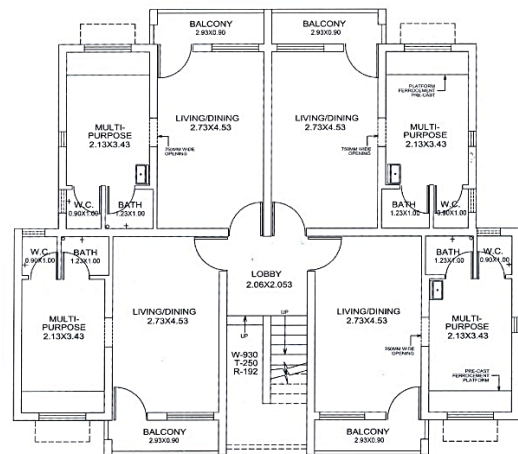 BALCONY
2.93X0.90
BALCONY
2.93X0.90
MULTI-
PURPOSE
2.13X3.43
LIVING/DINING
2.73X4.53
750MM WIDE
OPENING
LIVING/DINING
2.73X4.53
750MM WIDE
OPENING
PLATFORM
FERROCEMENT
PRE-CAST
MULTI-
PURPOSE
2.13X3.43
W.C.
0.90X1.00
BATH
1.23X1.00
BATH
1.23X1.00
W.C.
0.90X1.00
W.C.
0.90X1.00
BATH
1.23X1.00
LOBBY
2.06X2.053
BATH
1.23X1.00
W.C.
0.90X1.00
MULTI-
PURPOSE
2.13X3.43
LIVING/DINING
2.73X4.53
UP
UP
W-930
T-250
R-192
LIVING/DINING
2.73X4.53
750MM WIDE
OPENING
MULTI-
PURPOSE
2.13X3.43
PRE-CAST
FERROCEMENT
PLATFORM
BALCONY
2.93X0.90
BALCONY
2.93X0.90